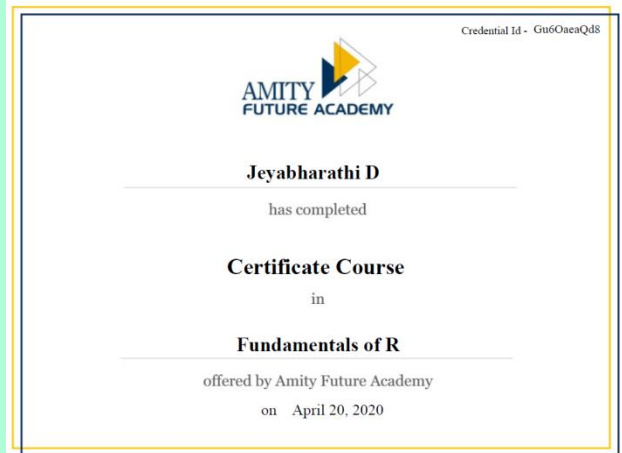 Credential Id - Gu6OaeaQd8
AMITY
FUTURE ACADEMY
Jeyabharathi D
has completed
Certificate Course
in
Fundamentals of R
offered by Amity Future Academy
on April 20, 2020